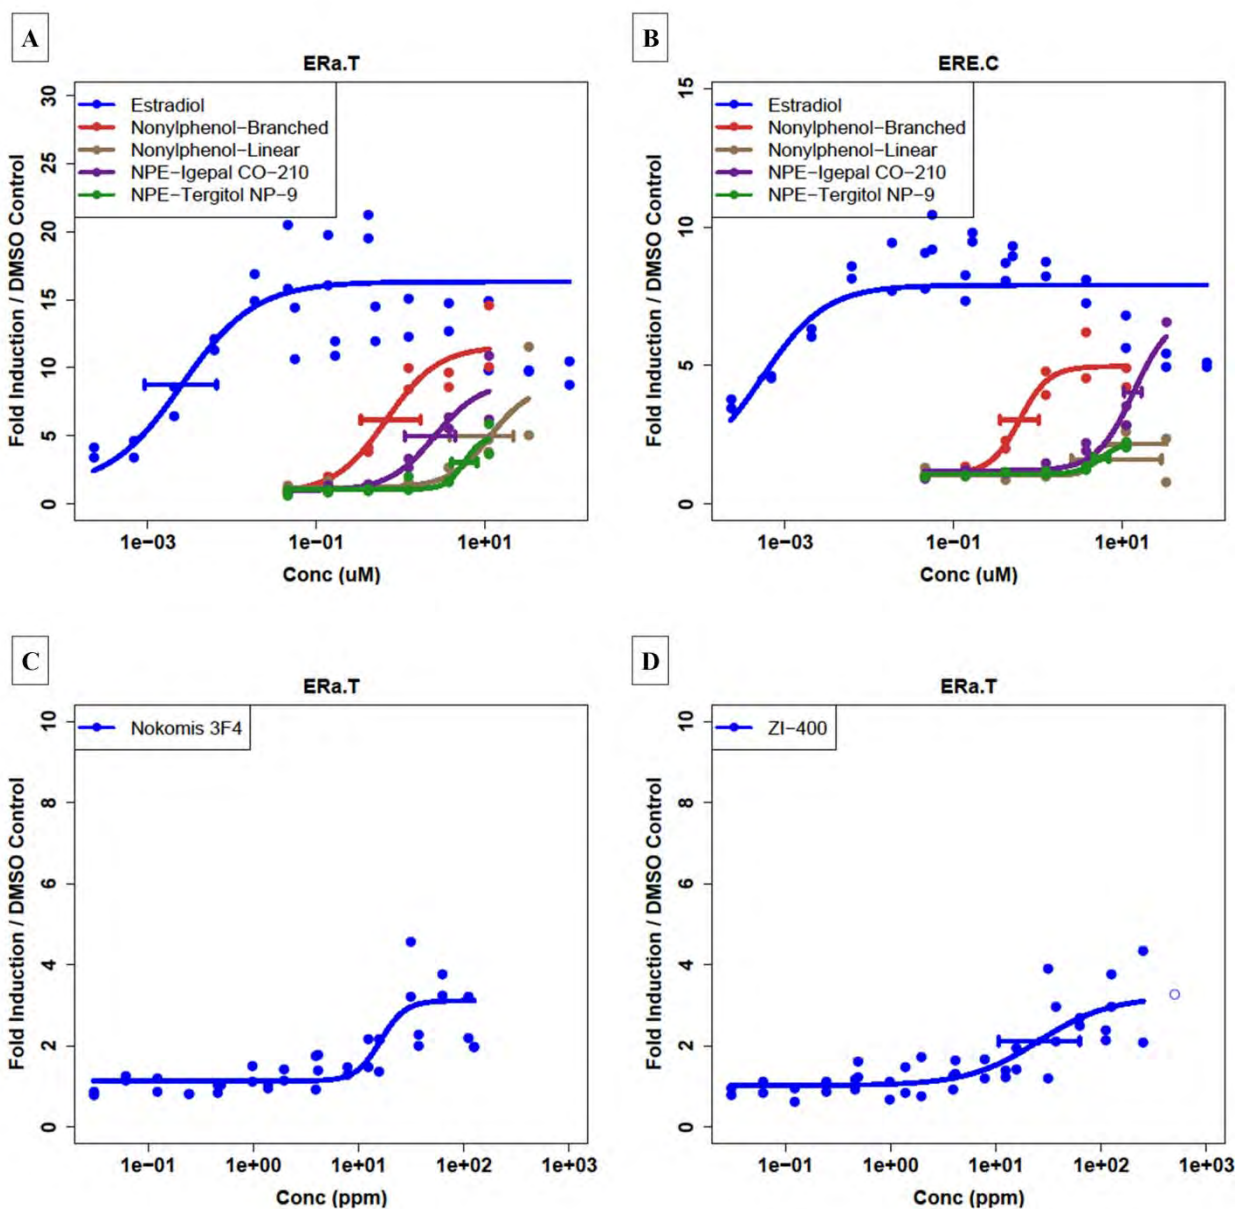 A
ERa.T
Fold Induction / DMSO Control
30
25
20
15
10
5
0
Estradiol
Nonylphenol−Branched
Nonylphenol−Linear
NPE−Igepal CO−210
NPE−Tergitol NP−9
1e−03 1e−01 1e+01
Conc (uM)
B
ERE.C
Fold Induction / DMSO Control
15
10
5
0
Estradiol
Nonylphenol−Branched
Nonylphenol−Linear
NPE−Igepal CO−210
NPE−Tergitol NP−9
1e−03 1e−01 1e+01
Conc (uM)
C
ERa.T
Fold Induction / DMSO Control
10
8
6
4
2
0
Nokomis 3F4
1e−01 1e+00 1e+01 1e+02 1e+03
Conc (ppm)
D
ERa.T
Fold Induction / DMSO Control
10
8
6
4
2
0
ZI−400
1e−01 1e+00 1e+01 1e+02 1e+03
Conc (ppm)